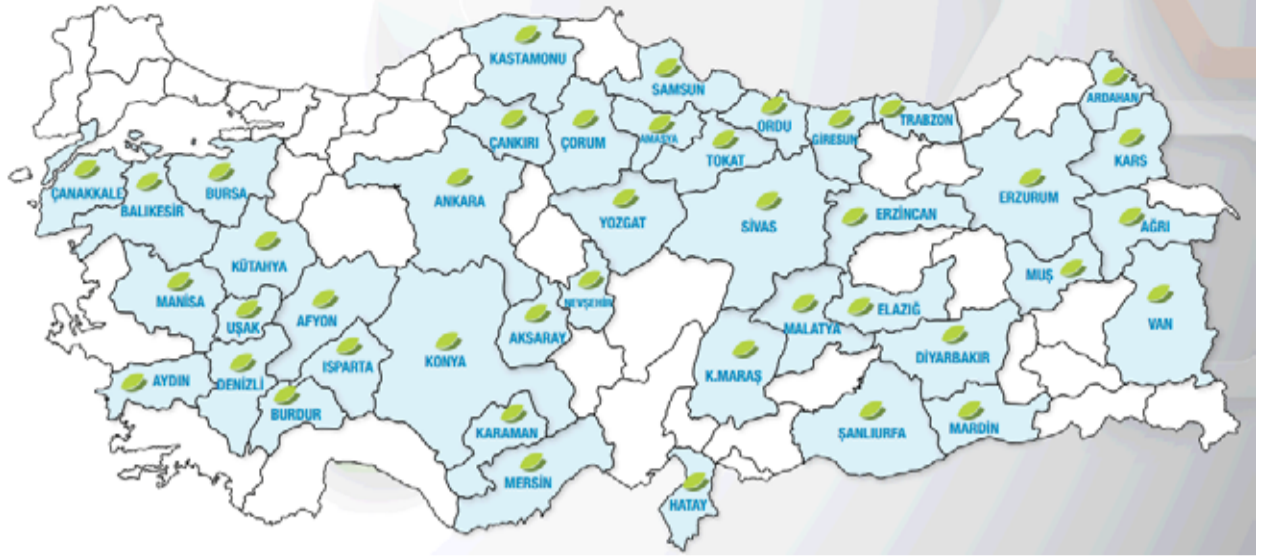 KASTAMONU
SAMSUN
ARDAHAN
ÇANKIRI
ÇORUM
AMASYA
TOKAT
ORDU
GİRESUN
TRABZON
KARS
ÇANAKKALE
BALIKESİR
BURSA
ANKARA
YOZGAT
SİVAS
ERZİNCAN
ERZURUM
AĞRI
KÜTAHYA
MANİSA
UŞAK
AFYON
NEVŞEHİR
MUŞ
VAN
AKSARAY
MALATYA
ELAZIĞ
DİYARBAKIR
AYDIN
DENİZLİ
ISPARTA
KONYA
K.MARAŞ
BURDUR
KARAMAN
ŞANLIURFA
MARDİN
MERSİN
HATAY